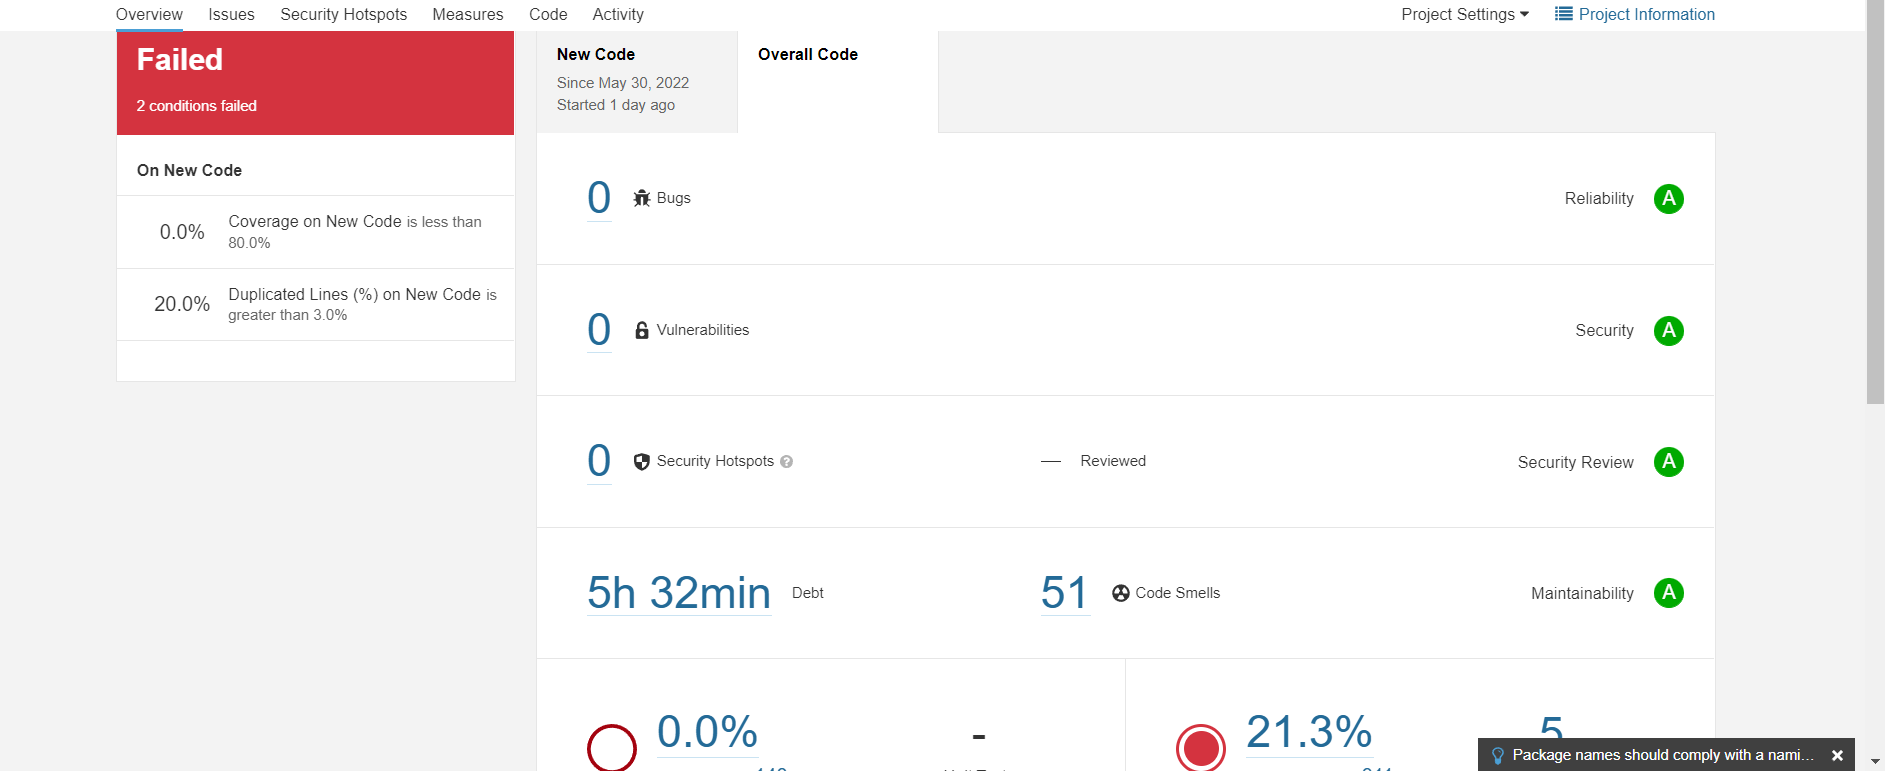 Overview Issues Security Hotspots Measures Code Activity Project Settings Project Information
Failed
2 conditions failed
On New Code
0.0% Coverage on New Code is less than
80.0%
20.0% Duplicated Lines (%) on New Code is
greater than 3.0%
New Code
Since May 30, 2022
Started 1 day ago
Overall Code
0 Bugs Reliability A
0 Vulnerabilities Security A
0 Security Hotspots ? — Reviewed Security Review A
5h 32min Debt 51 Code Smells Maintainability A
0.0% - 21.3% 5
Package names should comply with a nami... ×